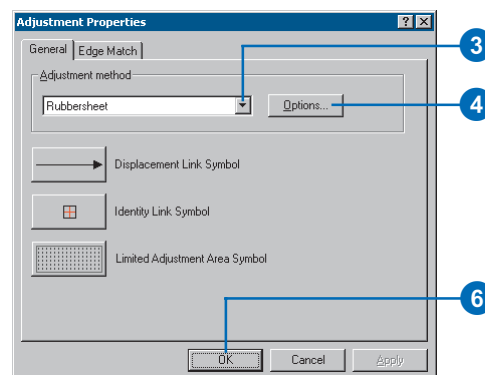 Adjustment Properties
General
Edge Match
Adjustment method
Rubbersheet
Options...
Displacement Link Symbol
Identity Link Symbol
Limited Adjustment Area Symbol
OK
Cancel
Apply
3
4
6